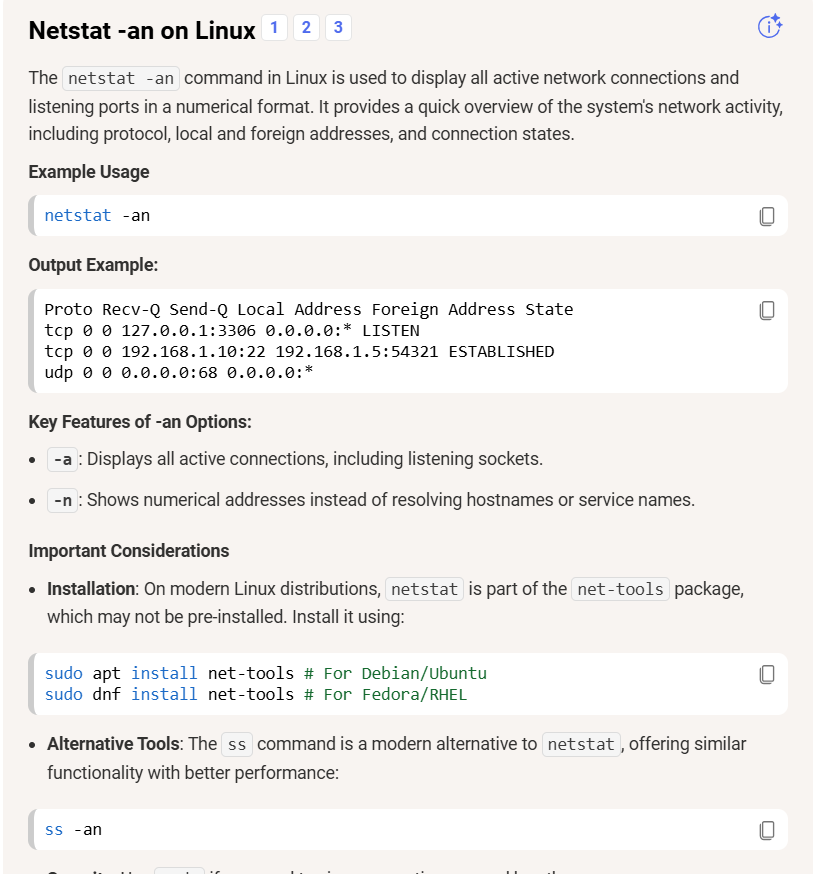 Netstat -an on Linux 1 2 3
The netstat -an command in Linux is used to display all active network connections and
listening ports in a numerical format. It provides a quick overview of the system's network activity,
including protocol, local and foreign addresses, and connection states.
Example Usage
netstat -an
Output Example:
Proto Recv-Q Send-Q Local Address Foreign Address State
tcp 0 0 127.0.0.1:3306 0.0.0.0:* LISTEN
tcp 0 0 192.168.1.10:22 192.168.1.5:54321 ESTABLISHED
udp 0 0 0.0.0.0:68 0.0.0.0:*
Key Features of -an Options:
• -a: Displays all active connections, including listening sockets.
• -n: Shows numerical addresses instead of resolving hostnames or service names.
Important Considerations
• Installation: On modern Linux distributions, netstat is part of the net-tools package,
which may not be pre-installed. Install it using:
sudo apt install net-tools # For Debian/Ubuntu
sudo dnf install net-tools # For Fedora/RHEL
• Alternative Tools: The ss command is a modern alternative to netstat, offering similar
functionality with better performance:
ss -an